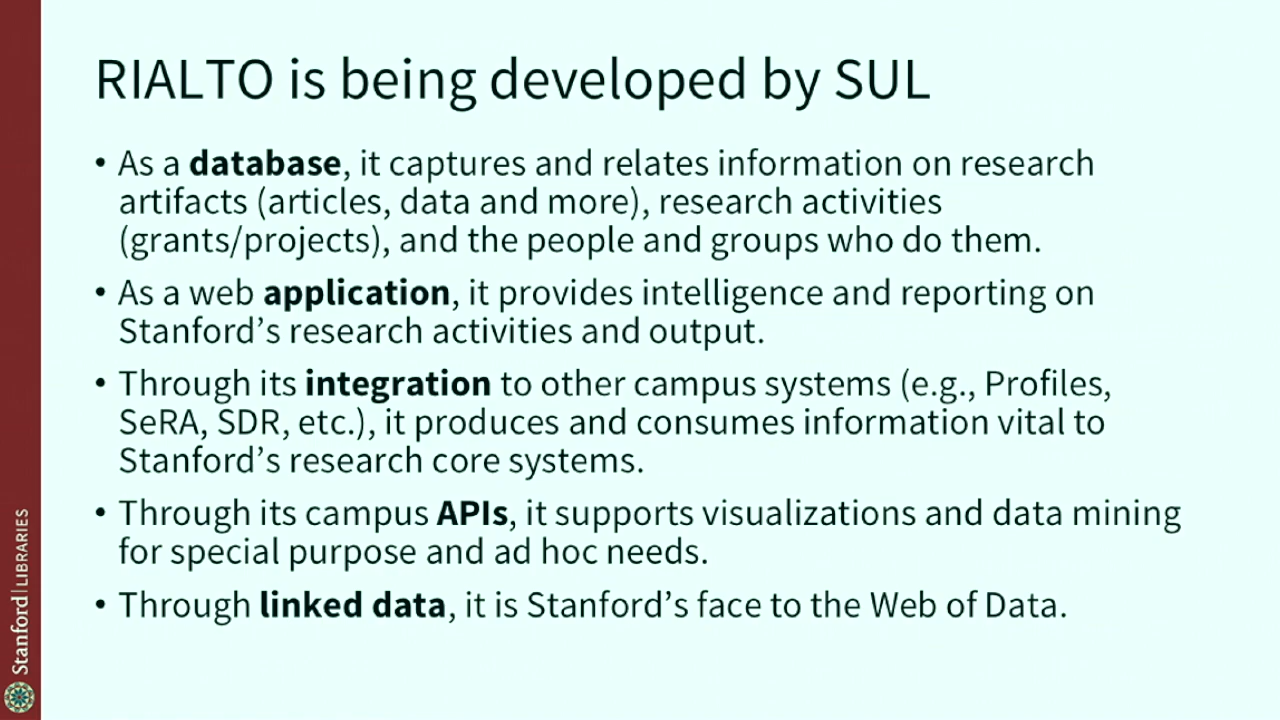 RIALTO is being developed by SUL
• As a database, it captures and relates information on research
artifacts (articles, data and more), research activities
(grants/projects), and the people and groups who do them.
• As a web application, it provides intelligence and reporting on
Stanford’s research activities and output.
• Through its integration to other campus systems (e.g., Profiles,
SeRA, SDR, etc.), it produces and consumes information vital to
Stanford’s research core systems.
• Through its campus APIs, it supports visualizations and data mining
for special purpose and ad hoc needs.
• Through linked data, it is Stanford’s face to the Web of Data.
Stanford | LIBRARIES